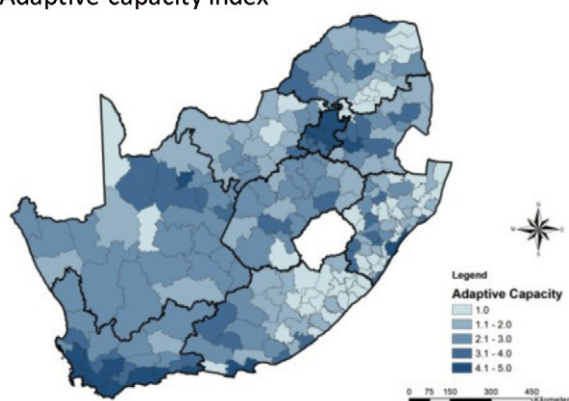 Adaptive capacity index
N
W
E
S
Legend
Adaptive Capacity
1.0
1.1 - 2.0
2.1 - 3.0
3.1 - 4.0
4.1 - 5.0
0 75 150 300 450
Kilometers